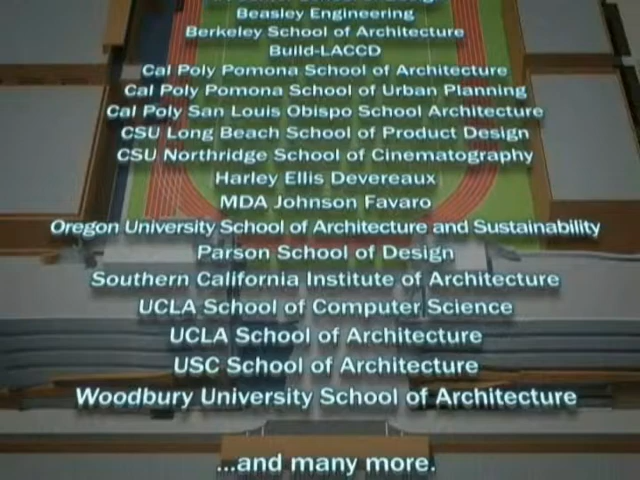 Beasley Engineering
Berkeley School of Architecture
Build-LACCD
Cal Poly Pomona School of Architecture
Cal Poly Pomona School of Urban Planning
Cal Poly San Louis Obispo School Architecture
CSU Long Beach School of Product Design
CSU Northridge School of Cinematography
Harley Ellis Devereaux
MDA Johnson Favaro
Oregon University School of Architecture and Sustainability
Parson School of Design
Southern California Institute of Architecture
UCLA School of Computer Science
UCLA School of Architecture
USC School of Architecture
Woodbury University School of Architecture
...and many more.